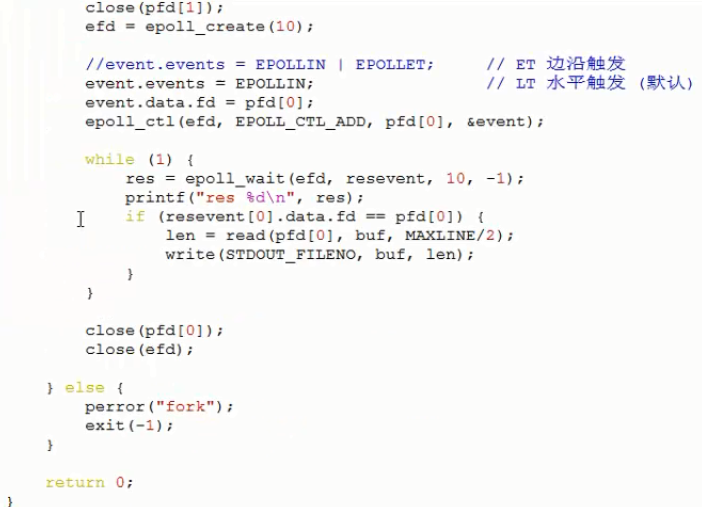 close(pfd[1]);
efd = epoll_create(10);
//event.events = EPOLLIN | EPOLLET; // ET 边沿触发
event.events = EPOLLIN; // LT 水平触发 (默认)
event.data.fd = pfd[0];
epoll_ctl(efd, EPOLL_CTL_ADD, pfd[0], &event);
while (1) {
res = epoll_wait(efd, resevent, 10, -1);
printf("res %d\n", res);
if (resevent[0].data.fd == pfd[0]) {
len = read(pfd[0], buf, MAXLINE/2);
write(STDOUT_FILENO, buf, len);
}
}
close(pfd[0]);
close(efd);
} else {
perror("fork");
exit(-1);
}
return 0;
}